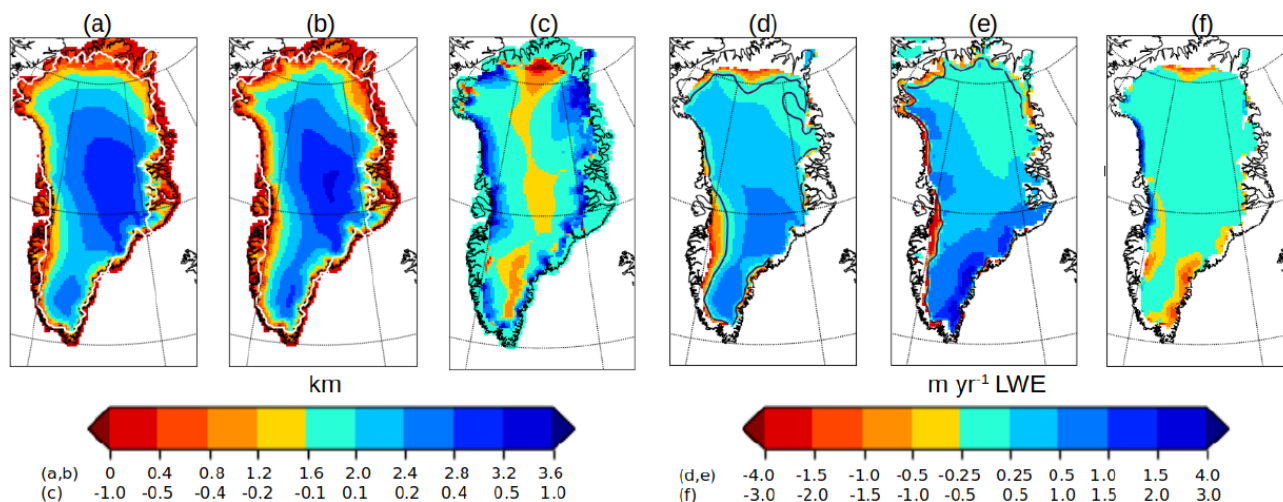 (a) (b) (c) (d) (e) (f)
km m yr⁻¹ LWE
(a,b) 0 0.4 0.8 1.2 1.6 2.0 2.4 2.8 3.2 3.6 (d,e) -4.0 -1.5 -1.0 -0.5 -0.25 0.25 0.5 1.0 1.5 4.0
(c) -1.0 -0.5 -0.4 -0.2 -0.1 0.1 0.2 0.4 0.5 1.0 (f) -3.0 -2.0 -1.5 -1.0 -0.5 0.5 1.0 1.5 2.0 3.0